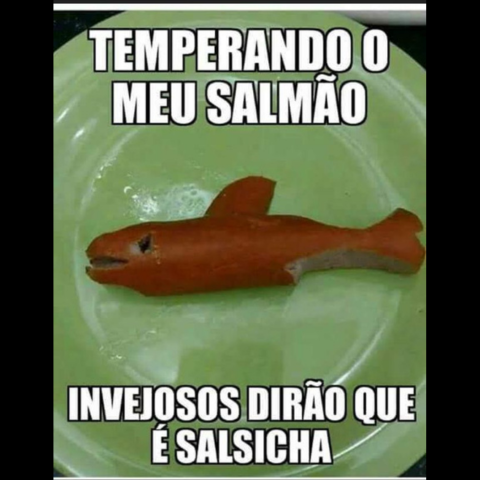 TEMPERANDO O
MEU SALMÃO
INVEJOSOS DIRÃO QUE
É SALSICHA